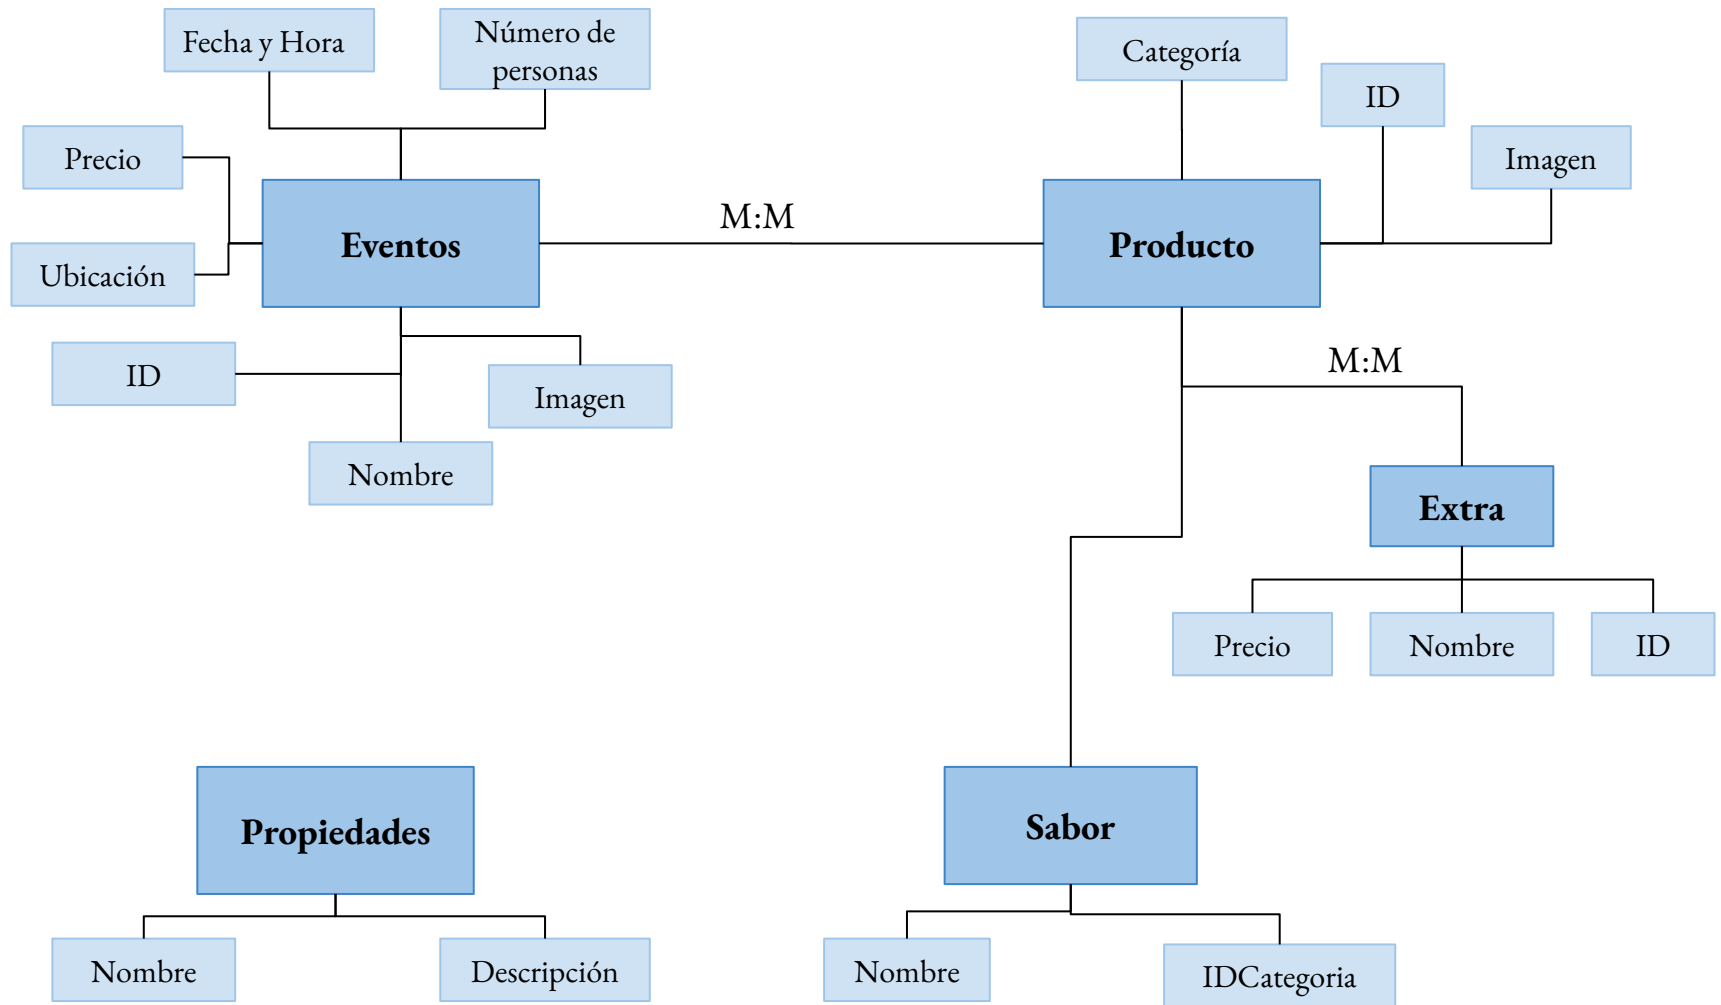 Fecha y Hora
Número de
personas
Categoría
ID
Precio
Imagen
M:M
Eventos
Producto
Ubicación
ID
M:M
Imagen
Nombre
Extra
Precio
Nombre
ID
Propiedades
Sabor
Nombre
Descripción
Nombre
IDCategoria